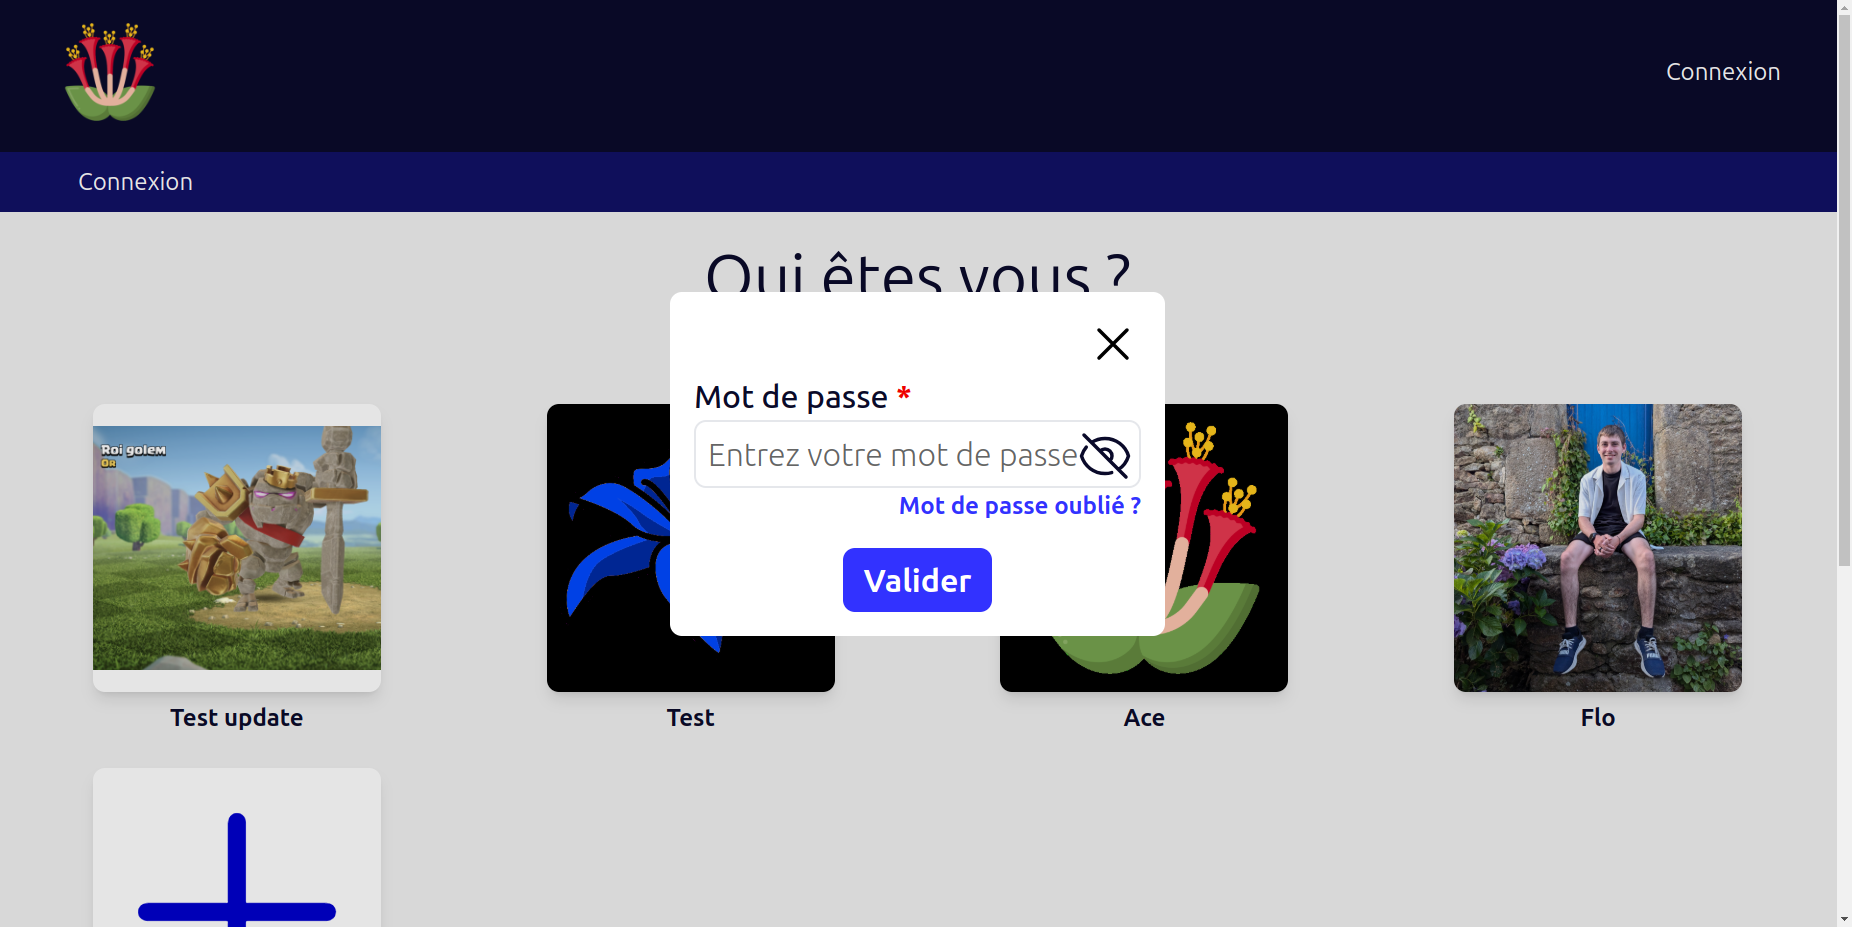 Connexion
Connexion
Qui êtes vous ?
Mot de passe *
Entrez votre mot de passe
Mot de passe oublié ?
Valider
Roi golem
OR
Test update
Test
Ace
Flo